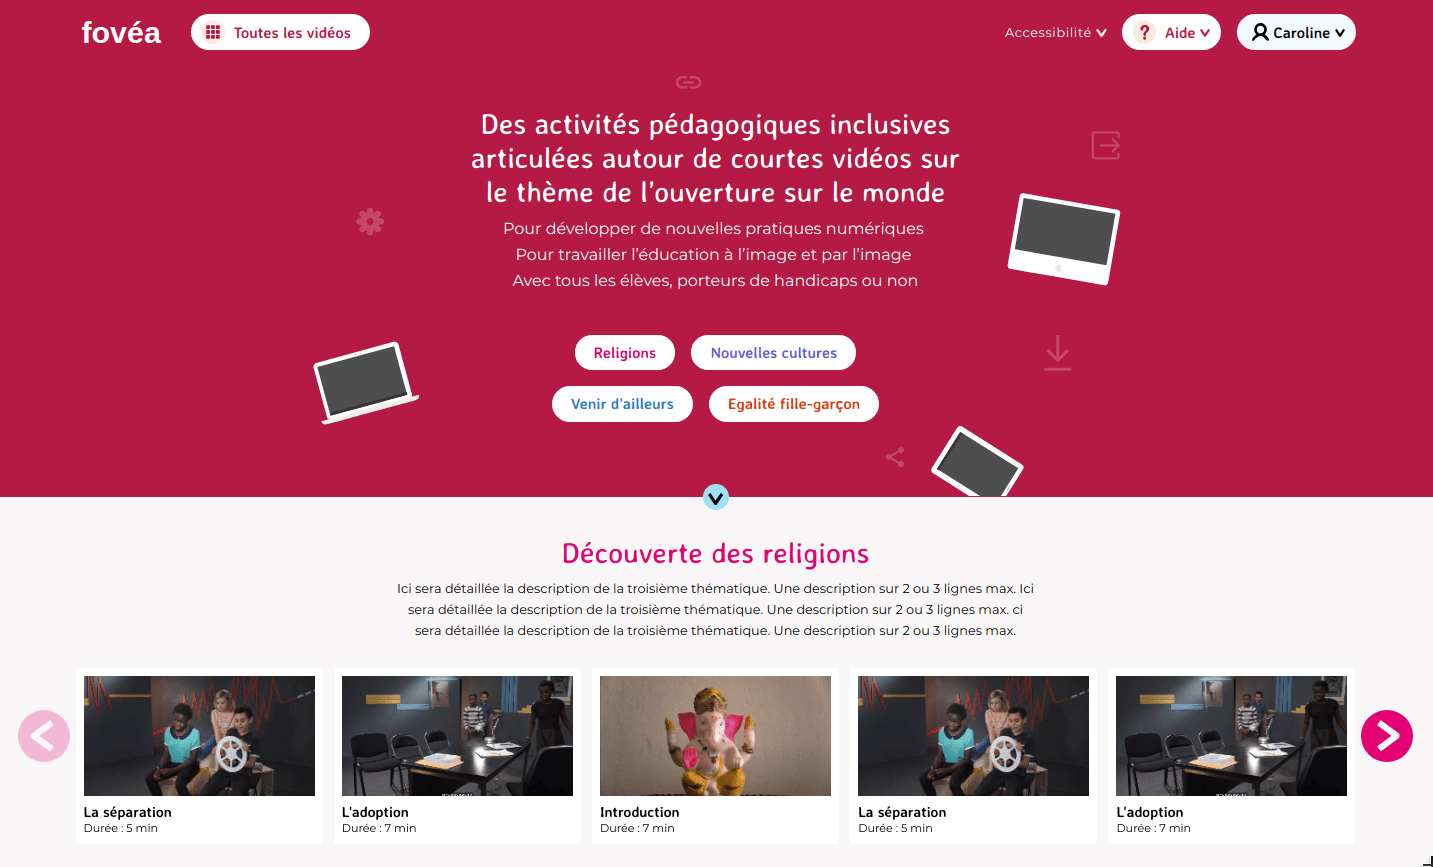 fovéa
Toutes les vidéos
Accessibilité
? Aide
Caroline
Des activités pédagogiques inclusives
articulées autour de courtes vidéos sur
le thème de l’ouverture sur le monde
Pour développer de nouvelles pratiques numériques
Pour travailler l’éducation à l’image et par l’image
Avec tous les élèves, porteurs de handicaps ou non
Religions
Nouvelles cultures
Venir d'ailleurs
Egalité fille-garçon
Découverte des religions
Ici sera détaillée la description de la troisième thématique. Une description sur 2 ou 3 lignes max. Ici
sera détaillée la description de la troisième thématique. Une description sur 2 ou 3 lignes max. ci
sera détaillée la description de la troisième thématique. Une description sur 2 ou 3 lignes max.
La séparation
Durée : 5 min
L'adoption
Durée : 7 min
Introduction
Durée : 7 min
La séparation
Durée : 5 min
L'adoption
Durée : 7 min